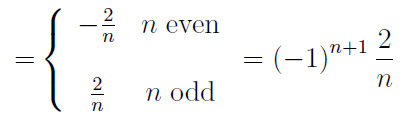 = { -2/n n even
2/n n odd = (-1)^{n+1} 2/n